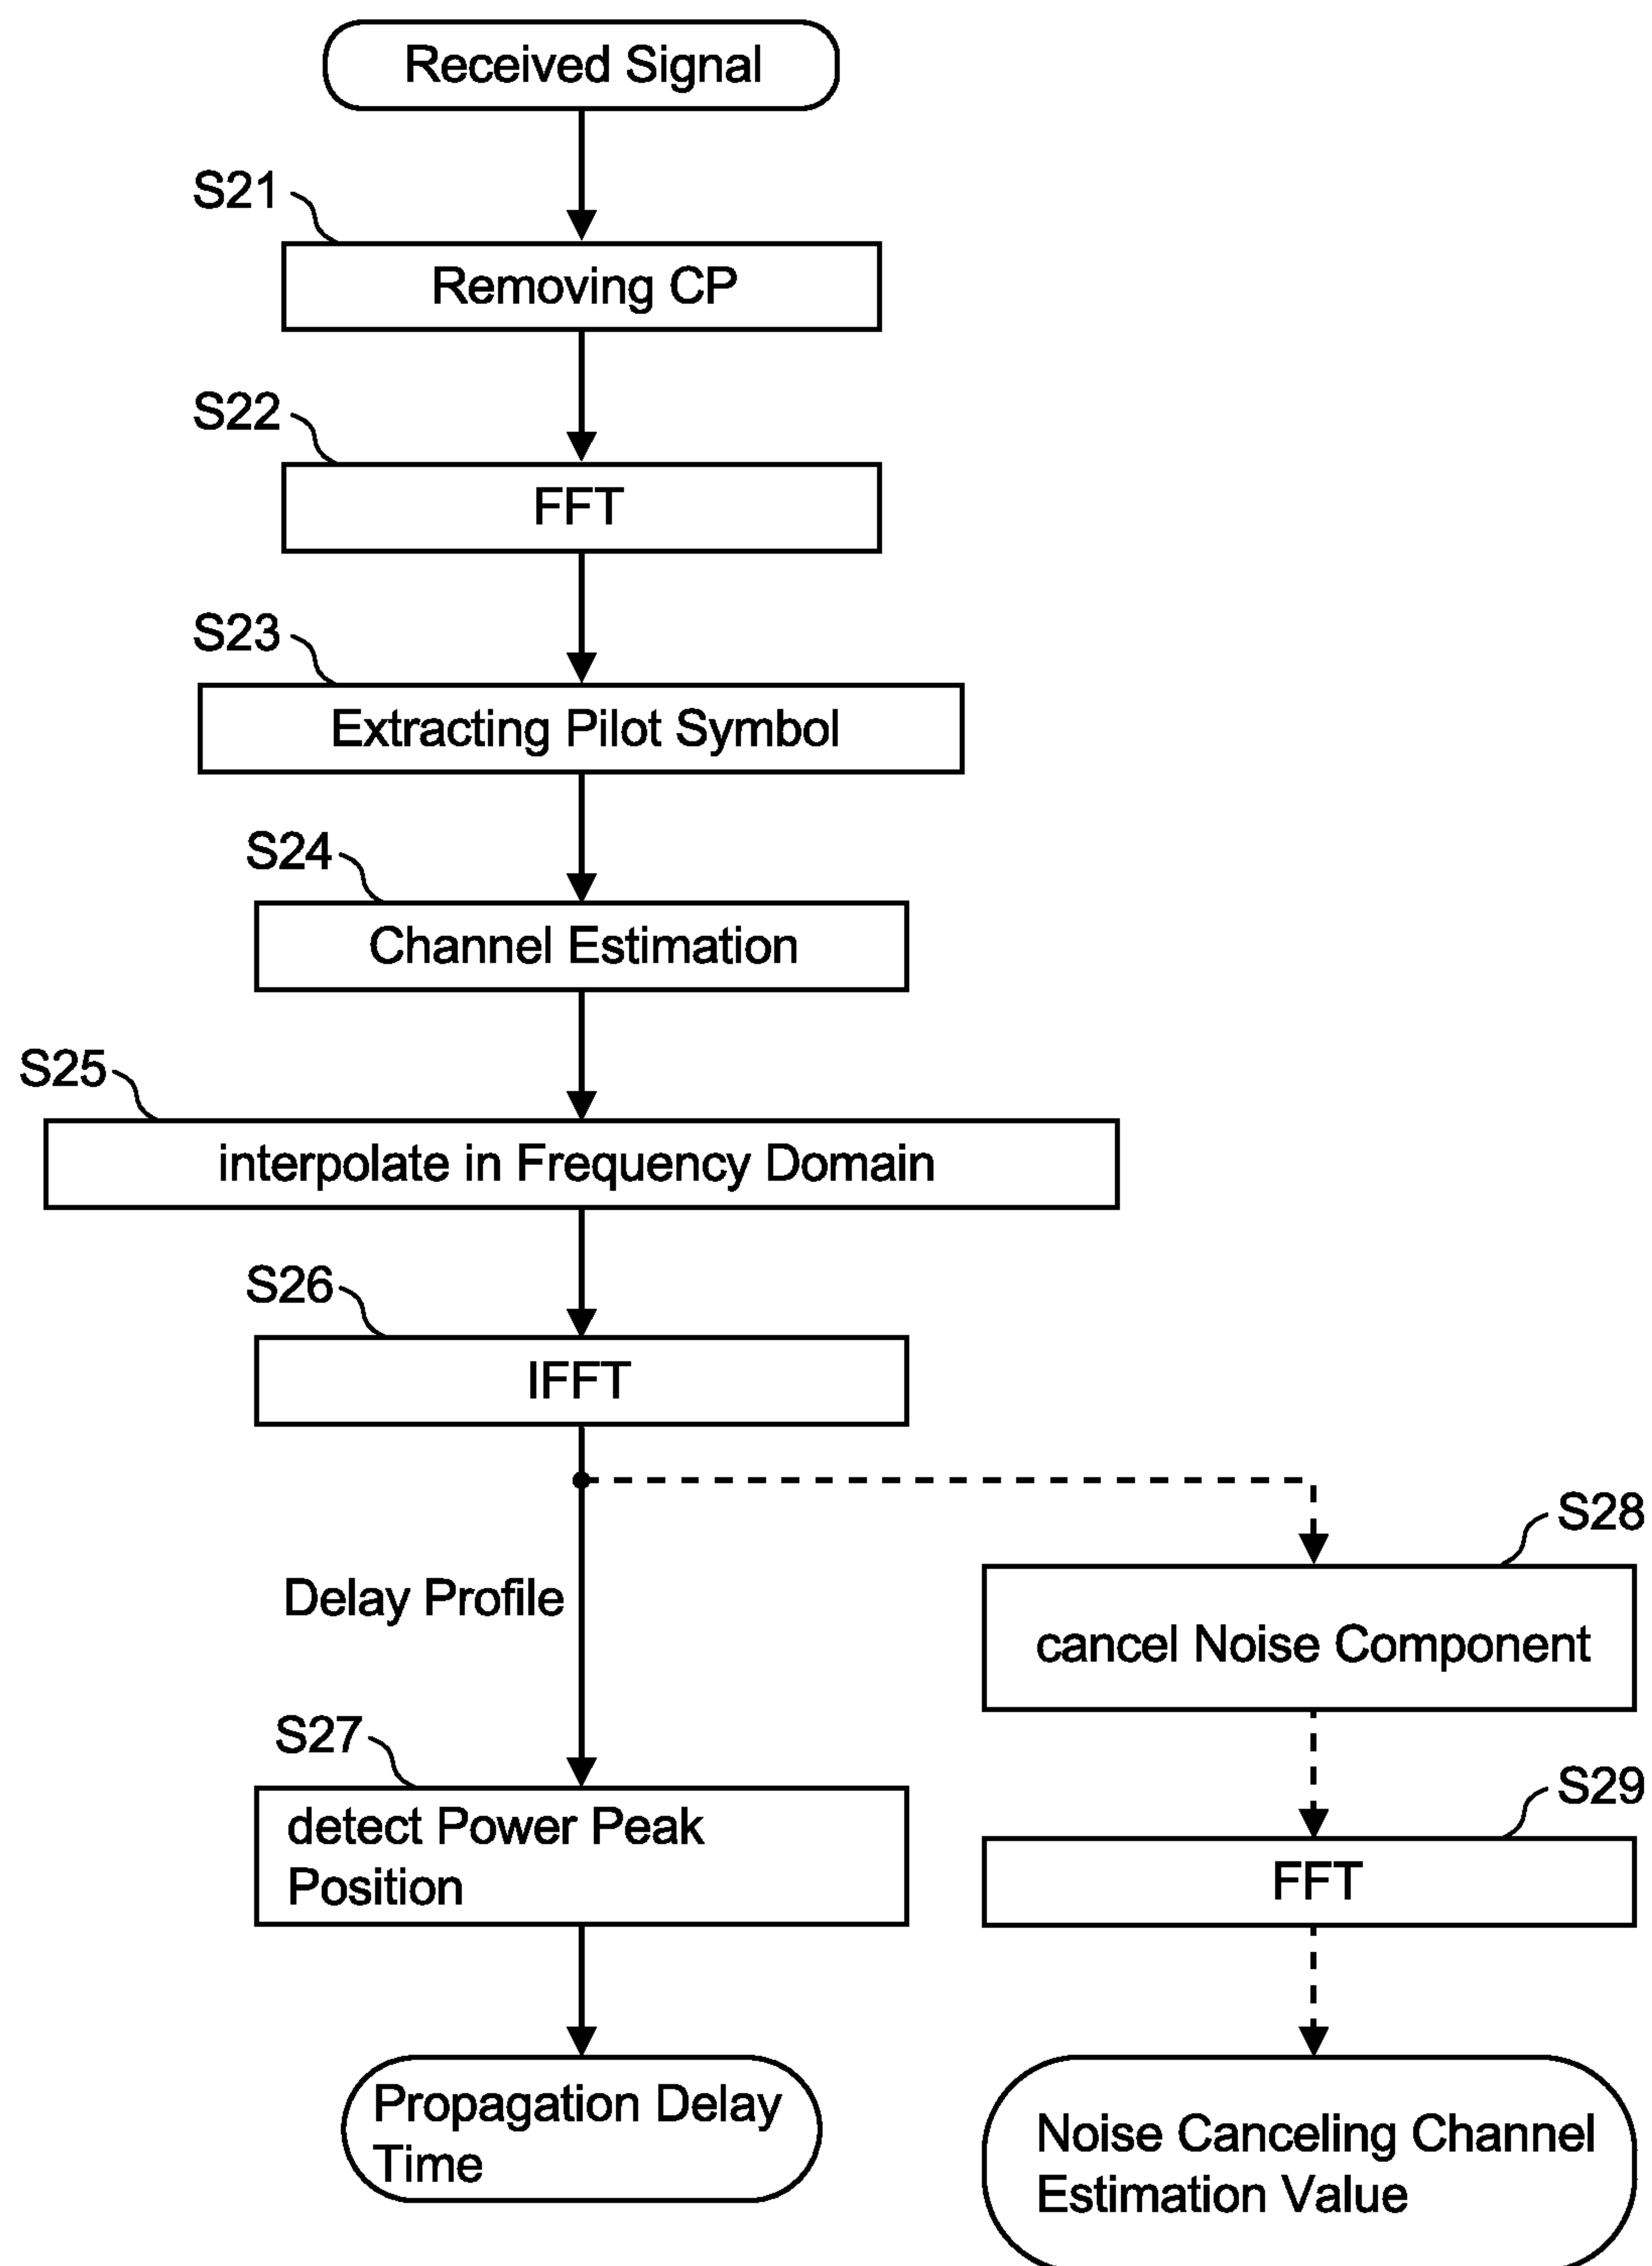 Received Signal
S21
Removing CP
S22
FFT
S23
Extracting Pilot Symbol
S24
Channel Estimation
S25
interpolate in Frequency Domain
S26
IFFT
Delay Profile
S28
cancel Noise Component
S27
detect Power Peak
Position
S29
FFT
Propagation Delay
Time
Noise Canceling Channel
Estimation Value